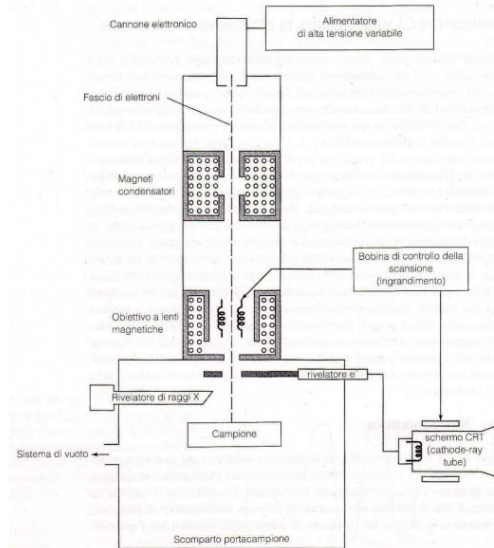 Cannone elettronico
Alimentatore
di alta tensione variabile
Fascio di elettroni
Magneti
condensatori
Bobina di controllo della
scansione
(ingrandimento)
Obiettivo a lenti
magnetiche
rivelatore e⁻
Rivelatore di raggi X
Campione
schermo CRT
(cathode-ray
tube)
Sistema di vuoto
Scomparto portacampione